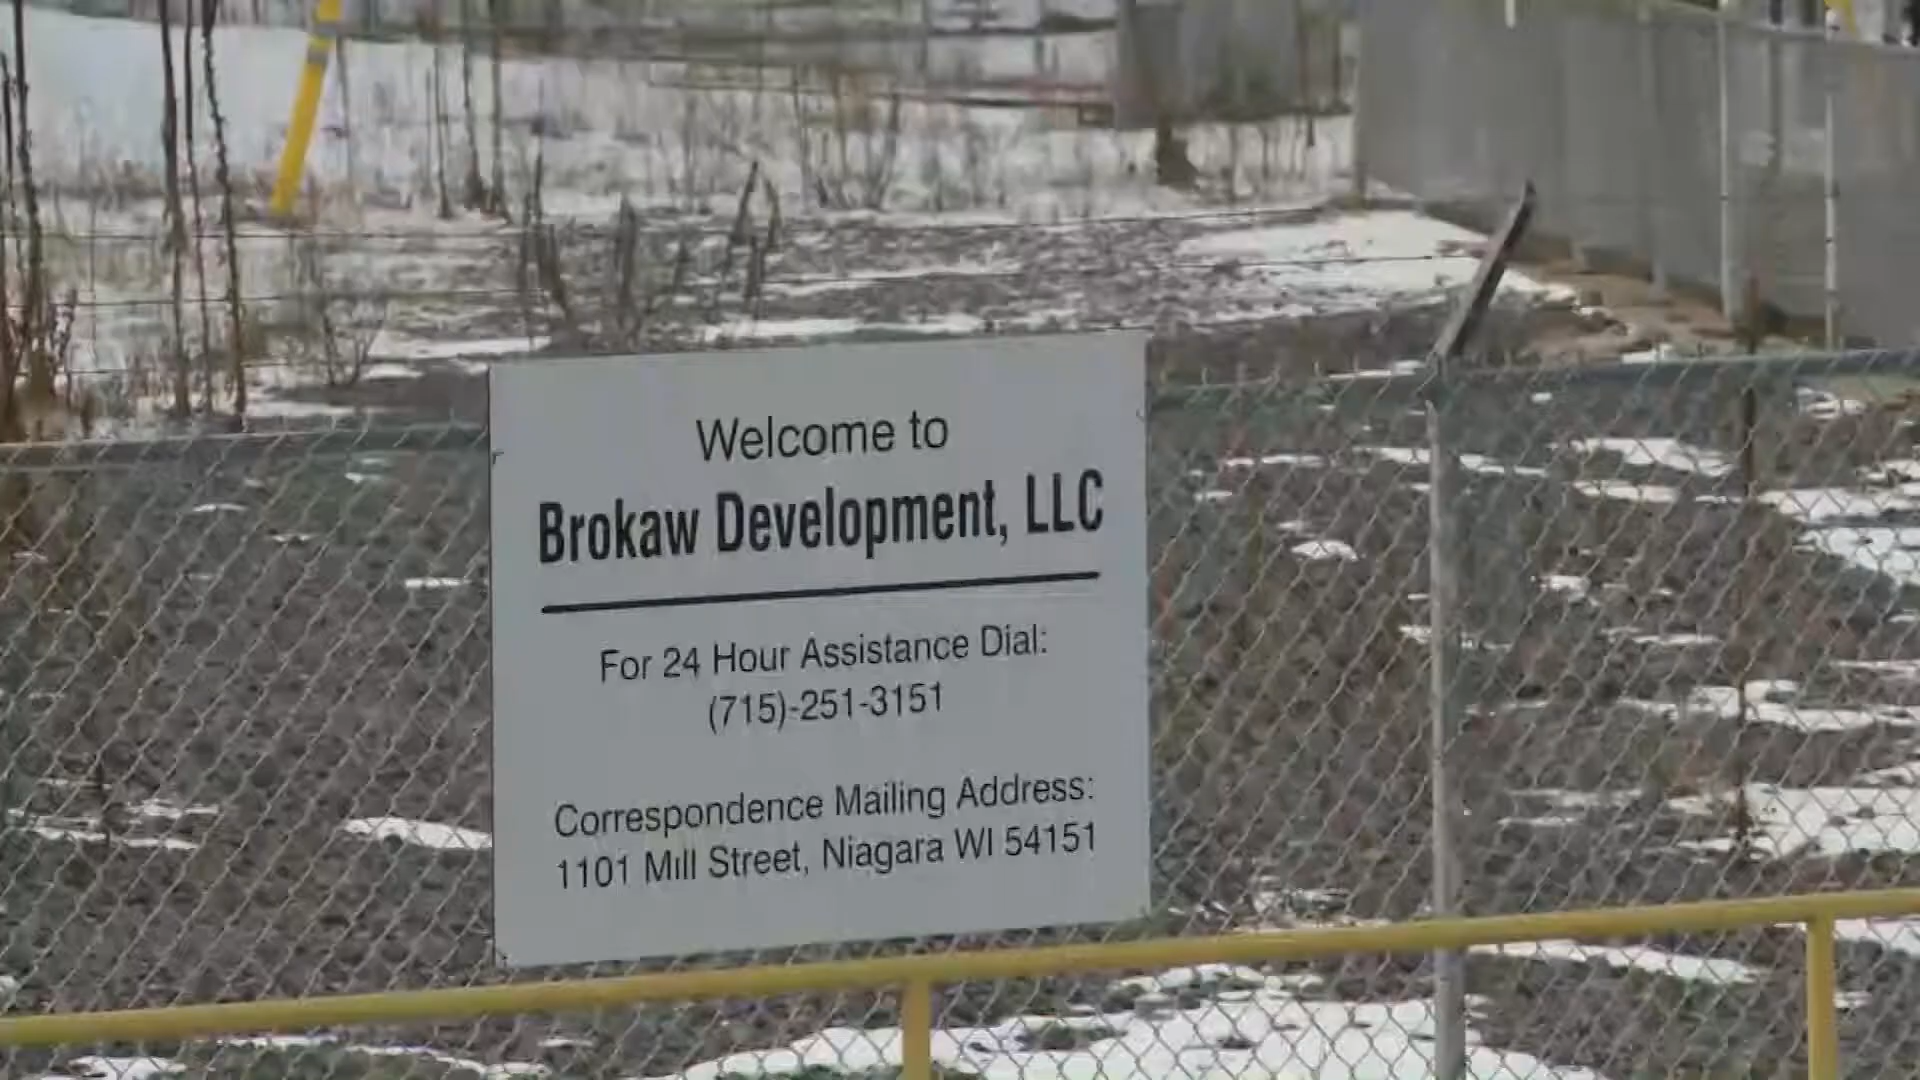 Welcome to
Brokaw Development, LLC
For 24 Hour Assistance Dial:
(715)-251-3151
Correspondence Mailing Address:
1101 Mill Street, Niagara WI 54151